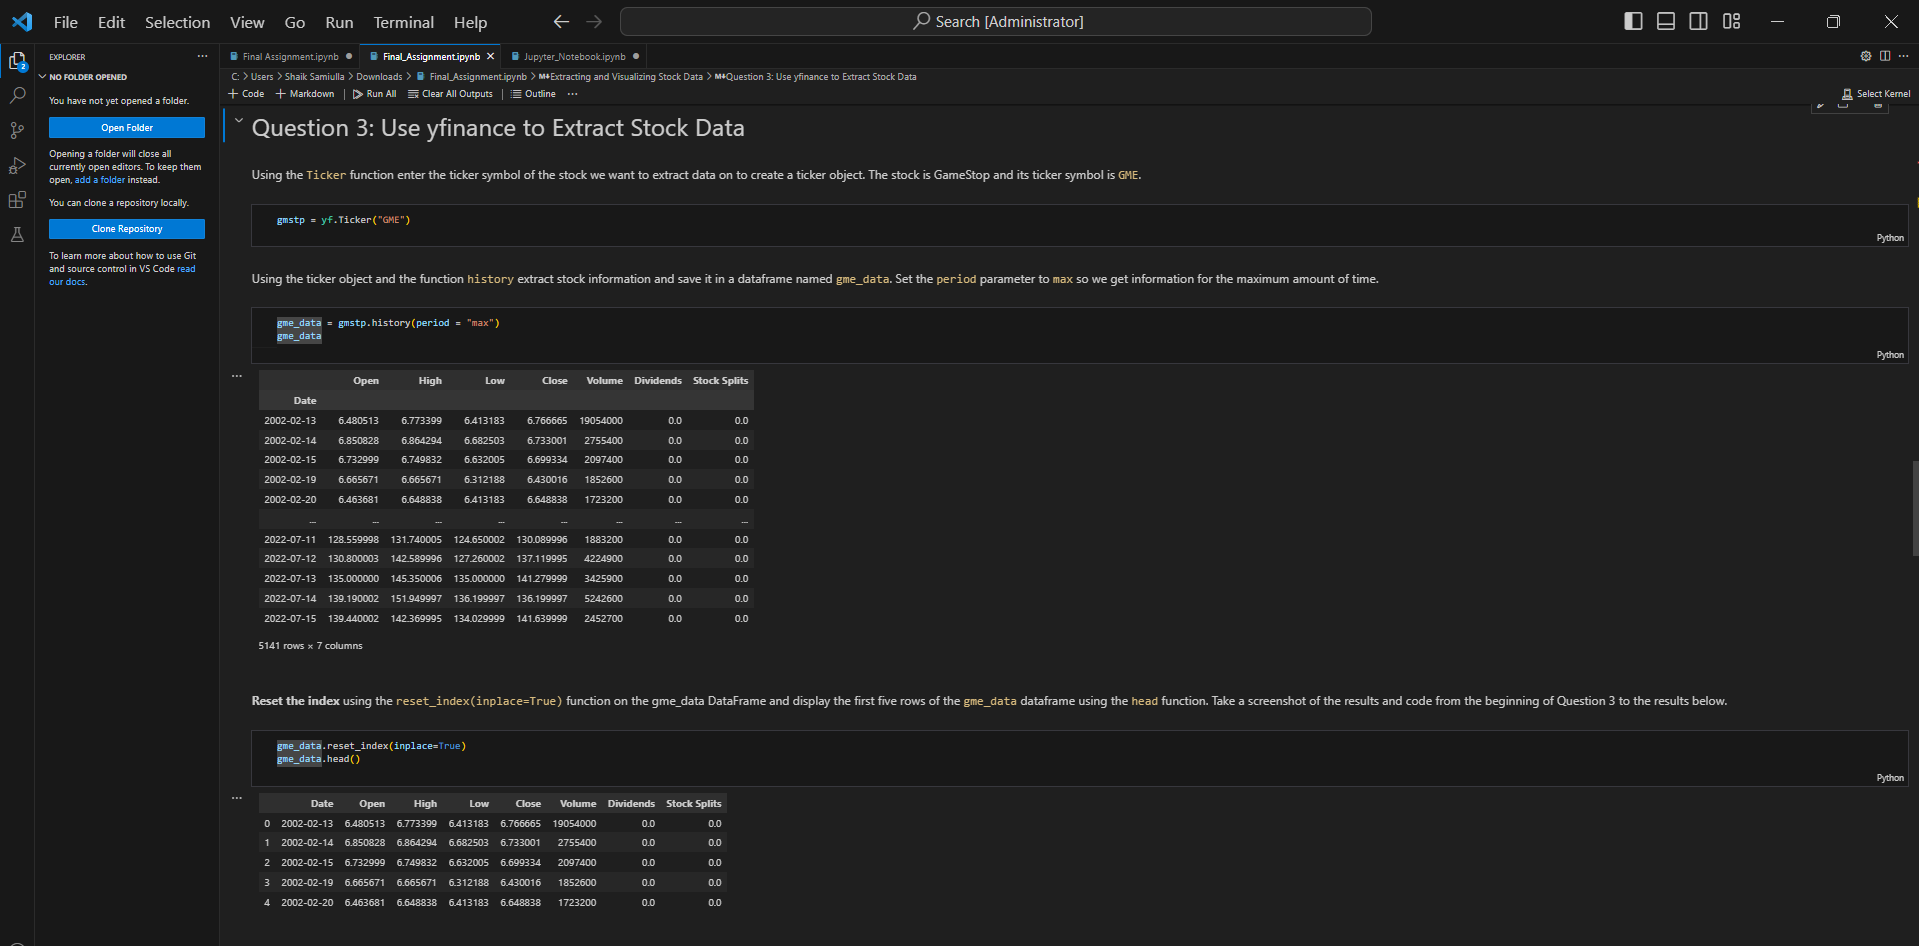 File Edit Selection View Go Run Terminal Help
Search [Administrator]
EXPLORER
NO FOLDER OPENED
You have not yet opened a folder.
Open Folder
Opening a folder will close all
currently open editors. To keep them
open, add a folder instead.
You can clone a repository locally.
Clone Repository
To learn more about how to use Git
and source control in VS Code read
our docs.
2
Final Assignment.ipynb Final_Assignment.ipynb Jupyter_Notebook.ipynb
C: > Users > Shaik Samiulla > Downloads > Final_Assignment.ipynb > M↓Extracting and Visualizing Stock Data > M↓Question 3: Use yfinance to Extract Stock Data
+ Code + Markdown | Run All Clear All Outputs | Outline ...
Select Kernel
Question 3: Use yfinance to Extract Stock Data
Using the Ticker function enter the ticker symbol of the stock we want to extract data on to create a ticker object. The stock is GameStop and its ticker symbol is GME.
gmstp = yf.Ticker("GME")
Python
Using the ticker object and the function history extract stock information and save it in a dataframe named gme_data. Set the period parameter to max so we get information for the maximum amount of time.
gme_data = gmstp.history(period = "max")
gme_data
Python
Open High Low Close Volume Dividends Stock Splits
Date
2002-02-13 6.480513 6.773399 6.413183 6.766665 19054000 0.0 0.0
2002-02-14 6.850828 6.864294 6.682503 6.733001 2755400 0.0 0.0
2002-02-15 6.732999 6.749832 6.632005 6.699334 2097400 0.0 0.0
2002-02-19 6.665671 6.665671 6.312188 6.430016 1852600 0.0 0.0
2002-02-20 6.463681 6.648838 6.413183 6.648838 1723200 0.0 0.0
... ... ... ... ... ... ... ...
2022-07-11 128.559998 131.740005 124.650002 130.089996 1883200 0.0 0.0
2022-07-12 130.800003 142.589996 127.260002 137.119995 4224900 0.0 0.0
2022-07-13 135.000000 145.350006 135.000000 141.279999 3425900 0.0 0.0
2022-07-14 139.190002 151.949997 136.199997 136.199997 5242600 0.0 0.0
2022-07-15 139.440002 142.369995 134.029999 141.639999 2452700 0.0 0.0
5141 rows × 7 columns
Reset the index using the reset_index(inplace=True) function on the gme_data DataFrame and display the first five rows of the gme_data dataframe using the head function. Take a screenshot of the results and code from the beginning of Question 3 to the results below.
gme_data.reset_index(inplace=True)
gme_data.head()
Python
Date Open High Low Close Volume Dividends Stock Splits
0 2002-02-13 6.480513 6.773399 6.413183 6.766665 19054000 0.0 0.0
1 2002-02-14 6.850828 6.864294 6.682503 6.733001 2755400 0.0 0.0
2 2002-02-15 6.732999 6.749832 6.632005 6.699334 2097400 0.0 0.0
3 2002-02-19 6.665671 6.665671 6.312188 6.430016 1852600 0.0 0.0
4 2002-02-20 6.463681 6.648838 6.413183 6.648838 1723200 0.0 0.0